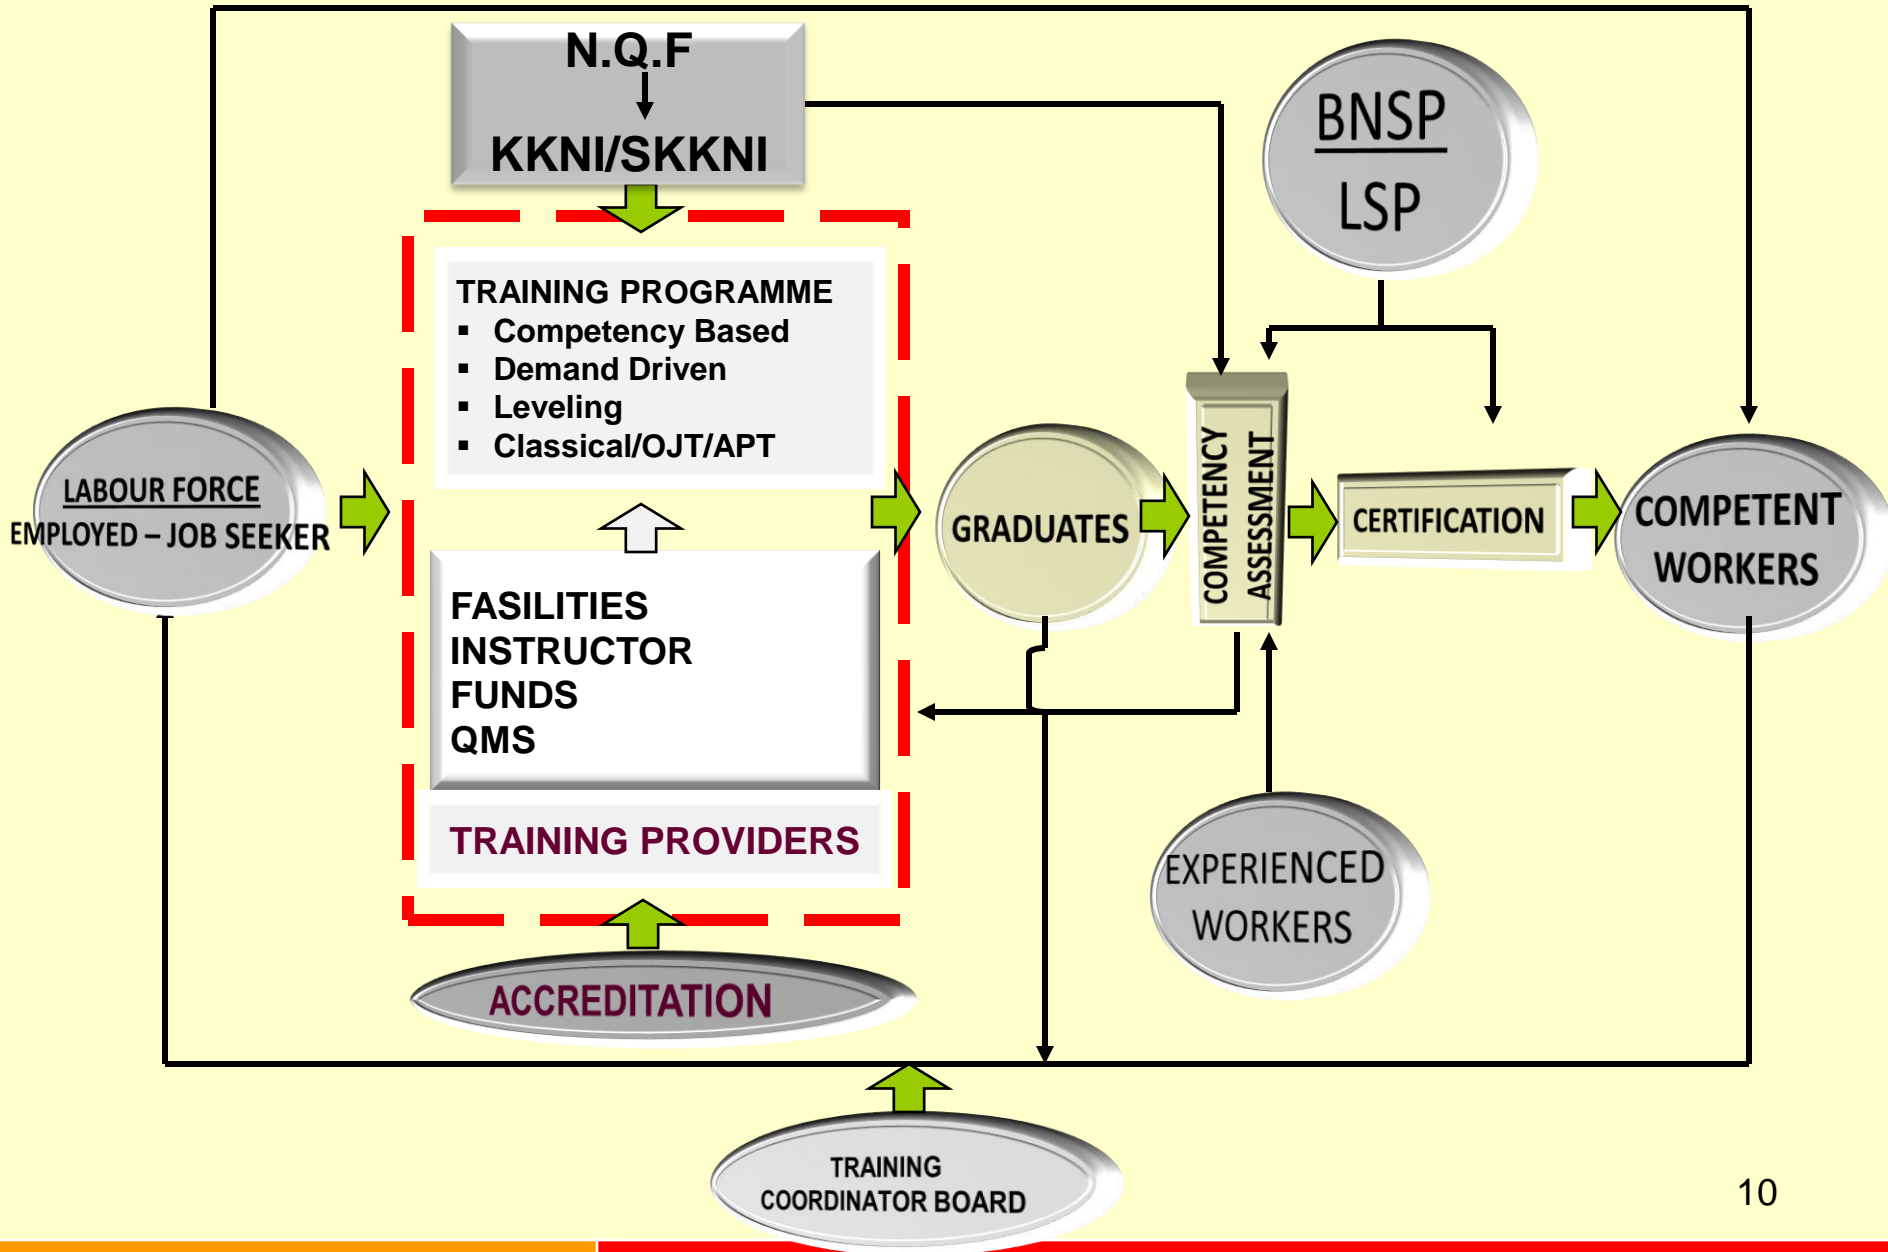 N.Q.F
KKNI/SKKNI
BNSP
LSP
TRAINING PROGRAMME
▪ Competency Based
▪ Demand Driven
▪ Leveling
▪ Classical/OJT/APT
LABOUR FORCE
EMPLOYED – JOB SEEKER
GRADUATES
COMPETENCY
ASSESSMENT
CERTIFICATION
COMPETENT
WORKERS
FASILITIES
INSTRUCTOR
FUNDS
QMS
TRAINING PROVIDERS
EXPERIENCED
WORKERS
ACCREDITATION
TRAINING
COORDINATOR BOARD
10